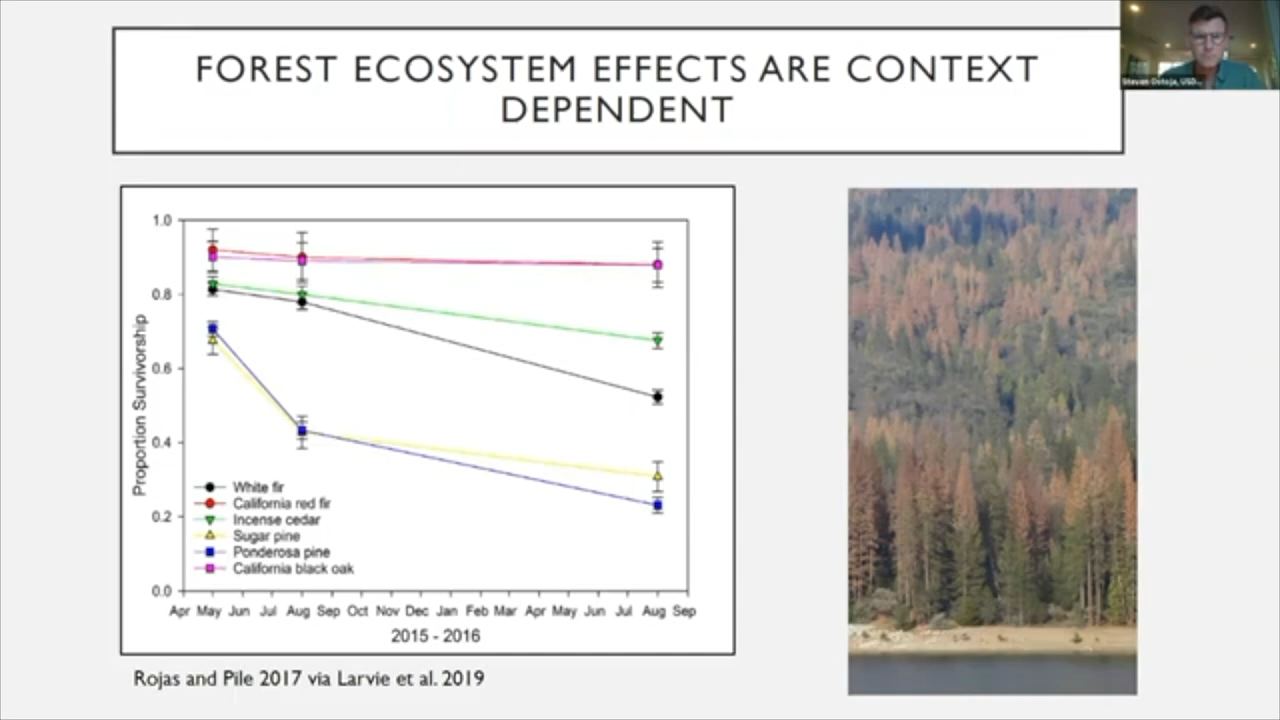 FOREST ECOSYSTEM EFFECTS ARE CONTEXT
DEPENDENT
Steven
1.0
0.8
0.6
0.4
0.2
0.0
Proportion Survivorship
White fir
California red fir
Incense cedar
Sugar pine
Ponderosa pine
California black oak
Apr May Jun Jul Aug Sep Oct Nov Dec Jan Feb Mar Apr May Jun Jul Aug Sep
2015 - 2016
Rojas and Pile 2017 via Larvie et al. 2019